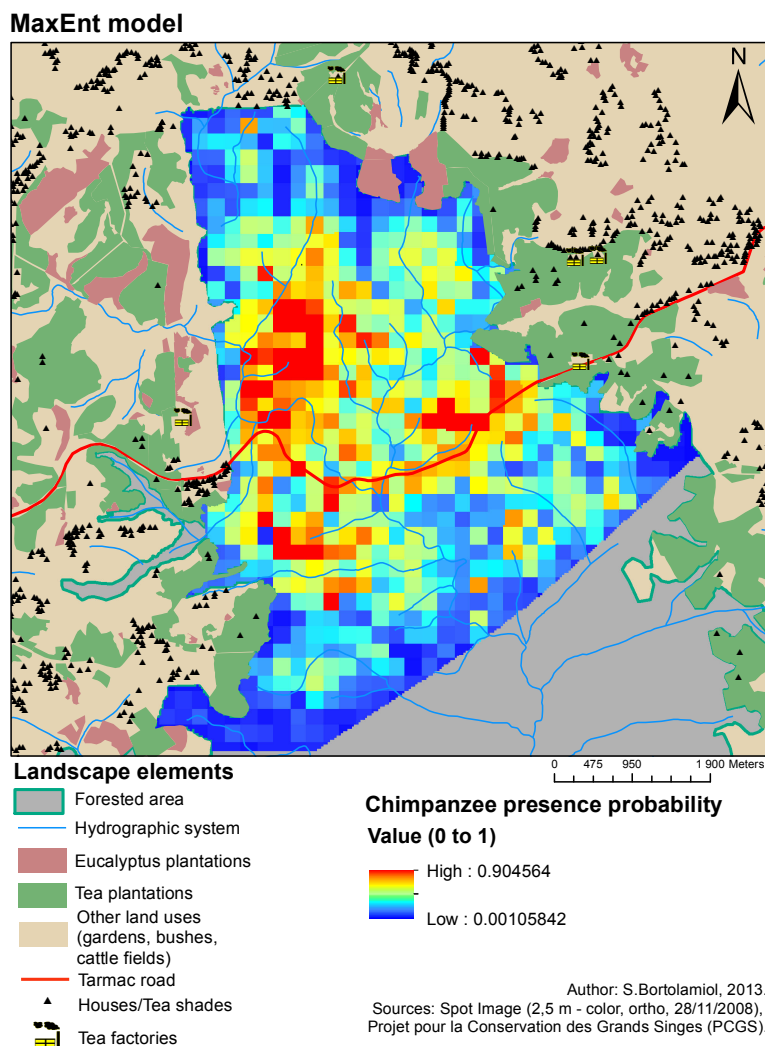 MaxEnt model
N
0 475 950 1 900 Meters
Landscape elements
Forested area
Hydrographic system
Eucalyptus plantations
Tea plantations
Other land uses
(gardens, bushes,
cattle fields)
Tarmac road
Houses/Tea shades
Tea factories
Chimpanzee presence probability
Value (0 to 1)
High : 0.904564
Low : 0.00105842
Author: S.Bortolamiol, 2013.
Sources: Spot Image (2,5 m - color, ortho, 28/11/2008),
Projet pour la Conservation des Grands Singes (PCGS).